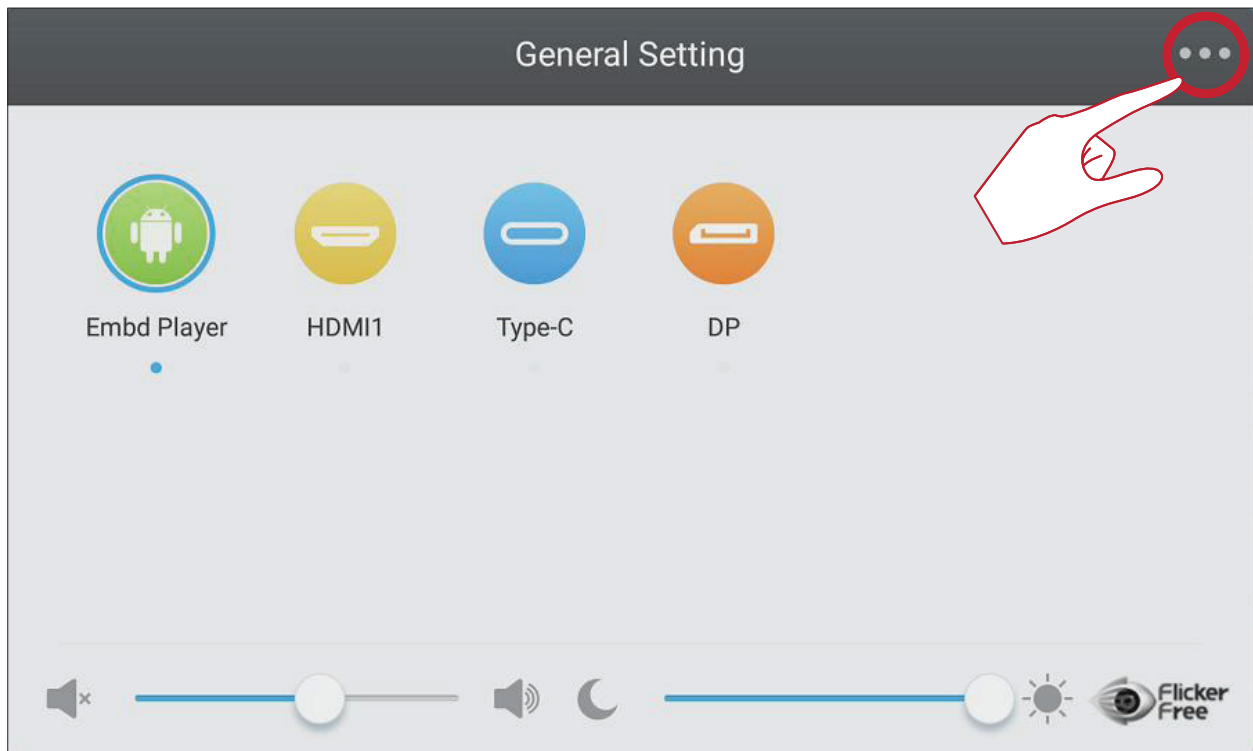 General Setting
Embd Player
HDMI1
Type-C
DP
Flicker
Free